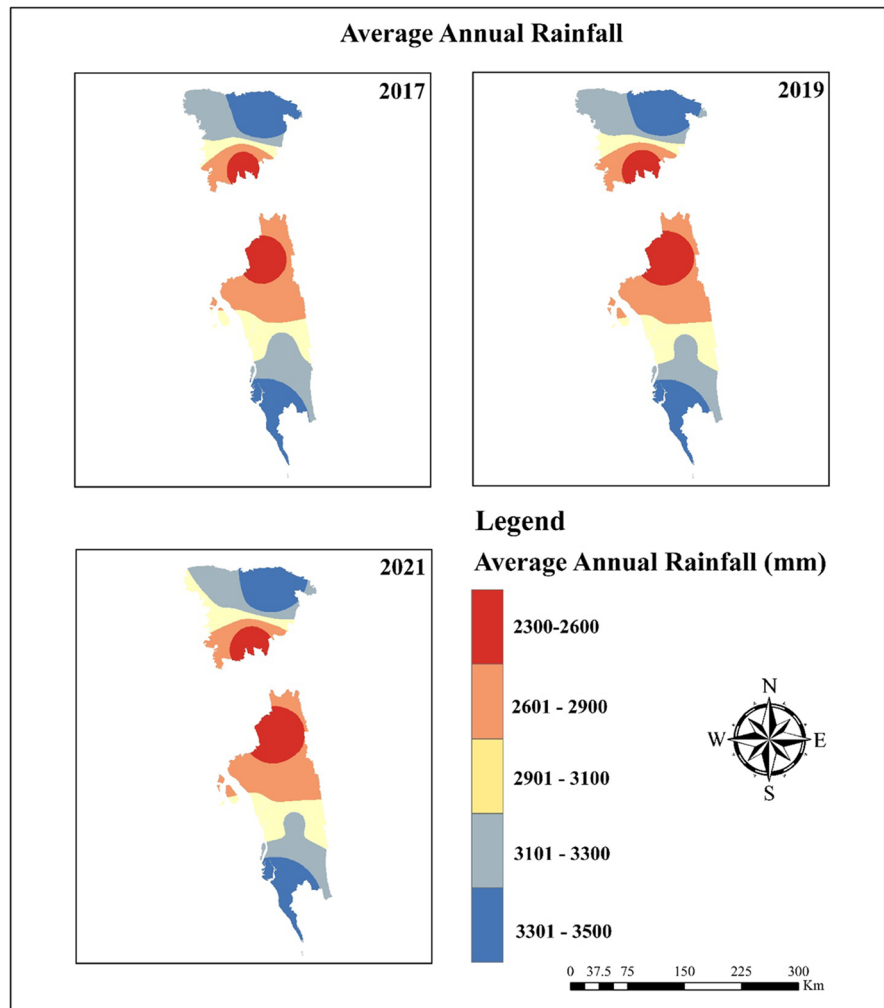 Average Annual Rainfall
2017
2019
2021
Legend
Average Annual Rainfall (mm)
2300-2600
2601 - 2900
2901 - 3100
3101 - 3300
3301 - 3500
N
W E
S
0 37.5 75 150 225 300
Km